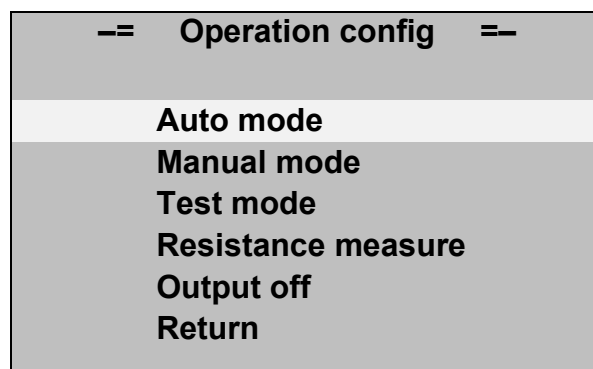 –= Operation config =–
Auto mode
Manual mode
Test mode
Resistance measure
Output off
Return